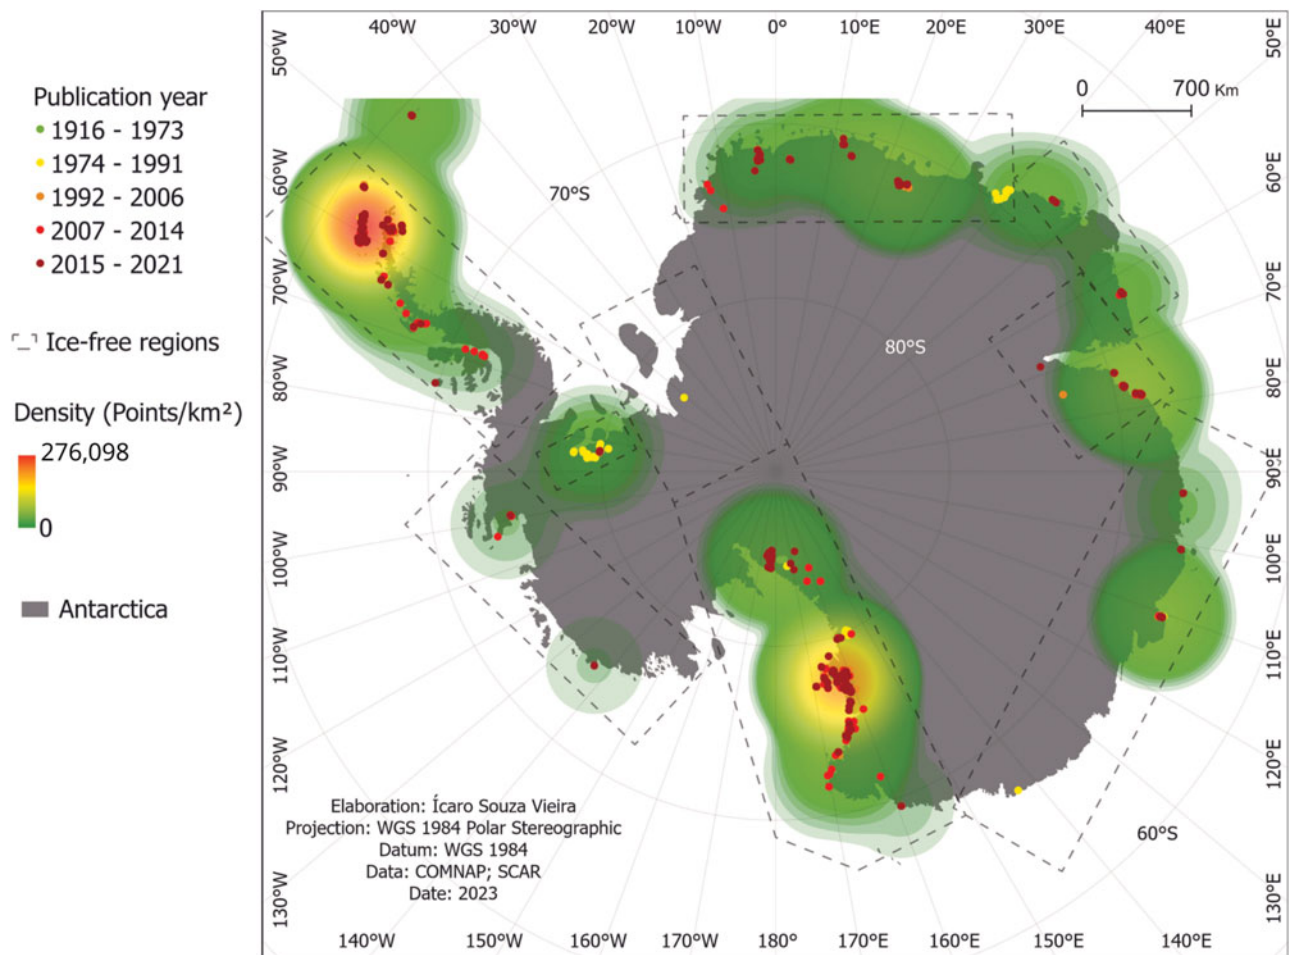 40°W
30°W
20°W
10°W
0°
10°E
20°E
30°E
40°E
50°W
50°E
Publication year
1916 - 1973
1974 - 1991
1992 - 2006
2007 - 2014
2015 - 2021
Ice-free regions
Density (Points/km²)
276,098
0
Antarctica
0 700 Km
60°W
70°S
60°E
70°W
70°E
80°S
80°W
80°E
90°W
90°E
100°W
100°E
110°W
110°E
120°W
120°E
130°W
130°E
60°S
Elaboration: Ícaro Souza Vieira
Projection: WGS 1984 Polar Stereographic
Datum: WGS 1984
Data: COMNAP; SCAR
Date: 2023
140°W
150°W
160°W
170°W
180°
170°E
160°E
150°E
140°E